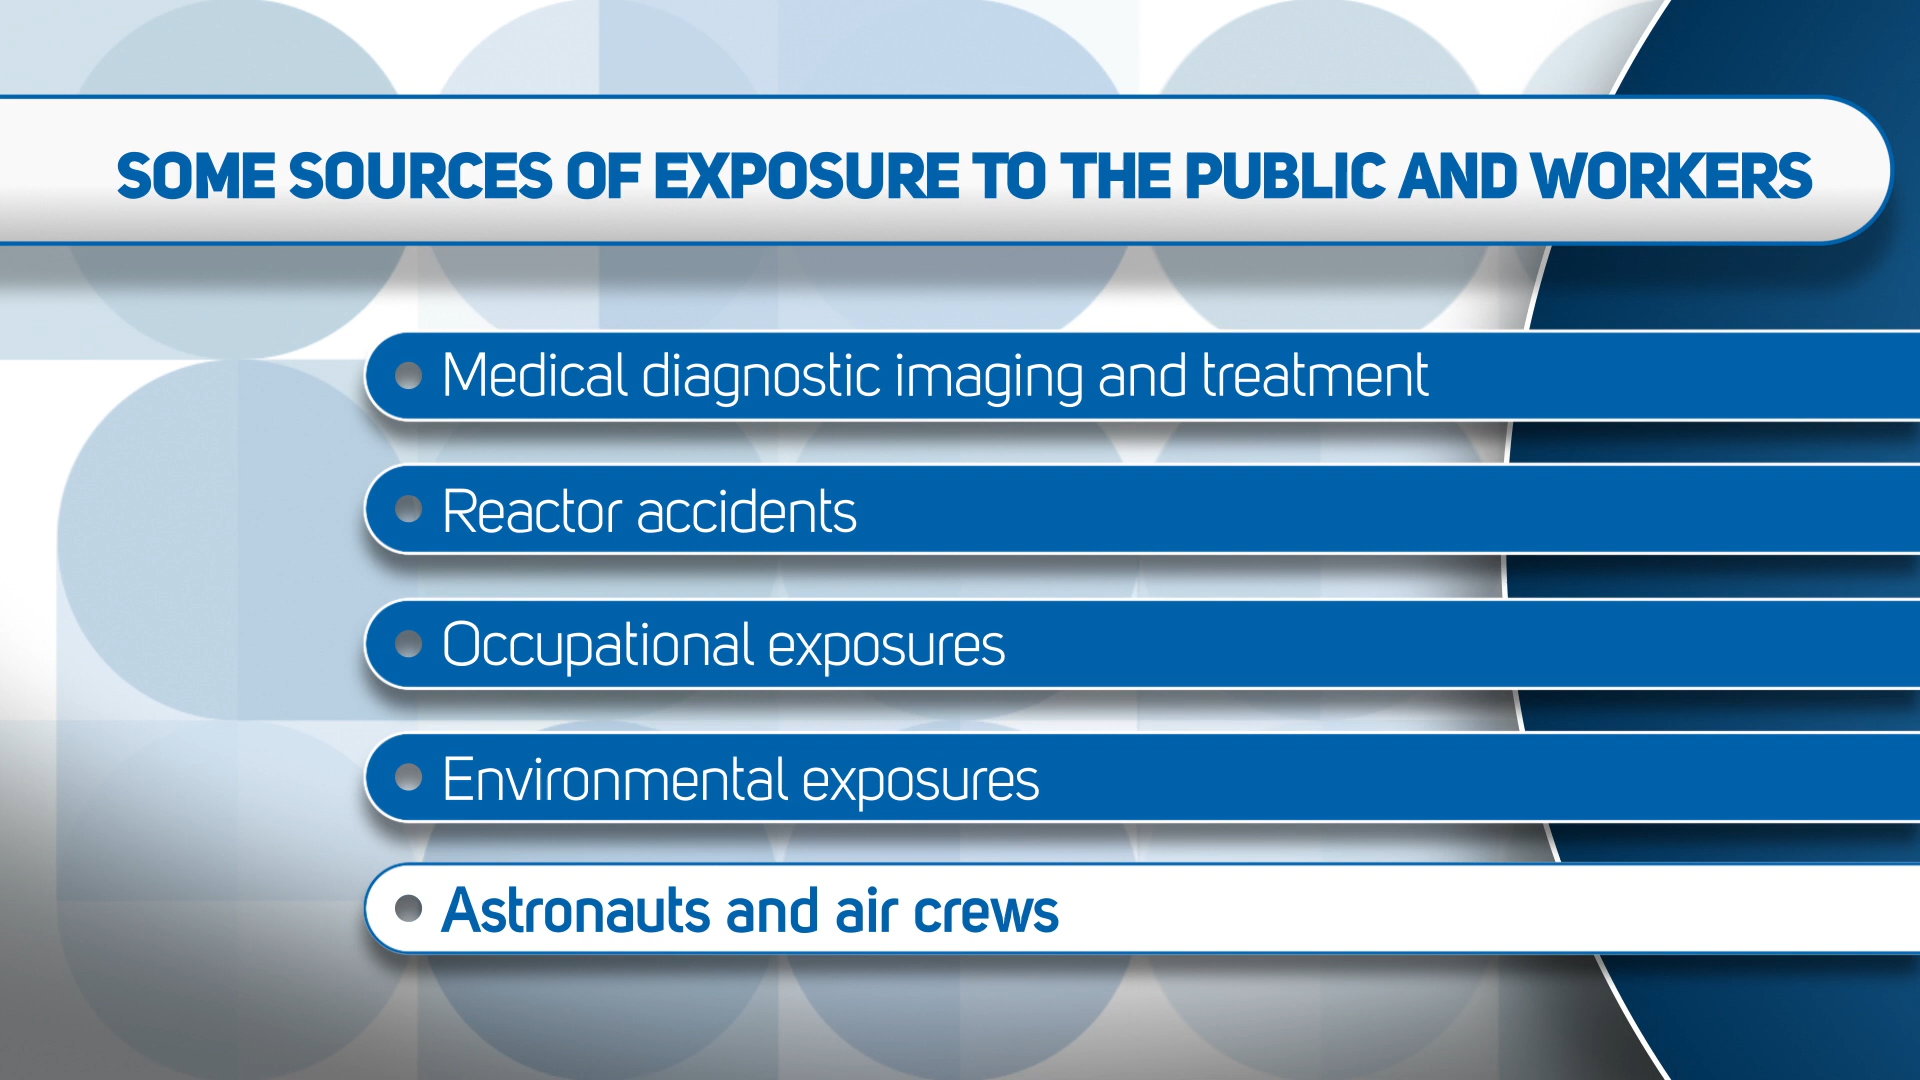 SOME SOURCES OF EXPOSURE TO THE PUBLIC AND WORKERS
Medical diagnostic imaging and treatment
Reactor accidents
Occupational exposures
Environmental exposures
Astronauts and air crews